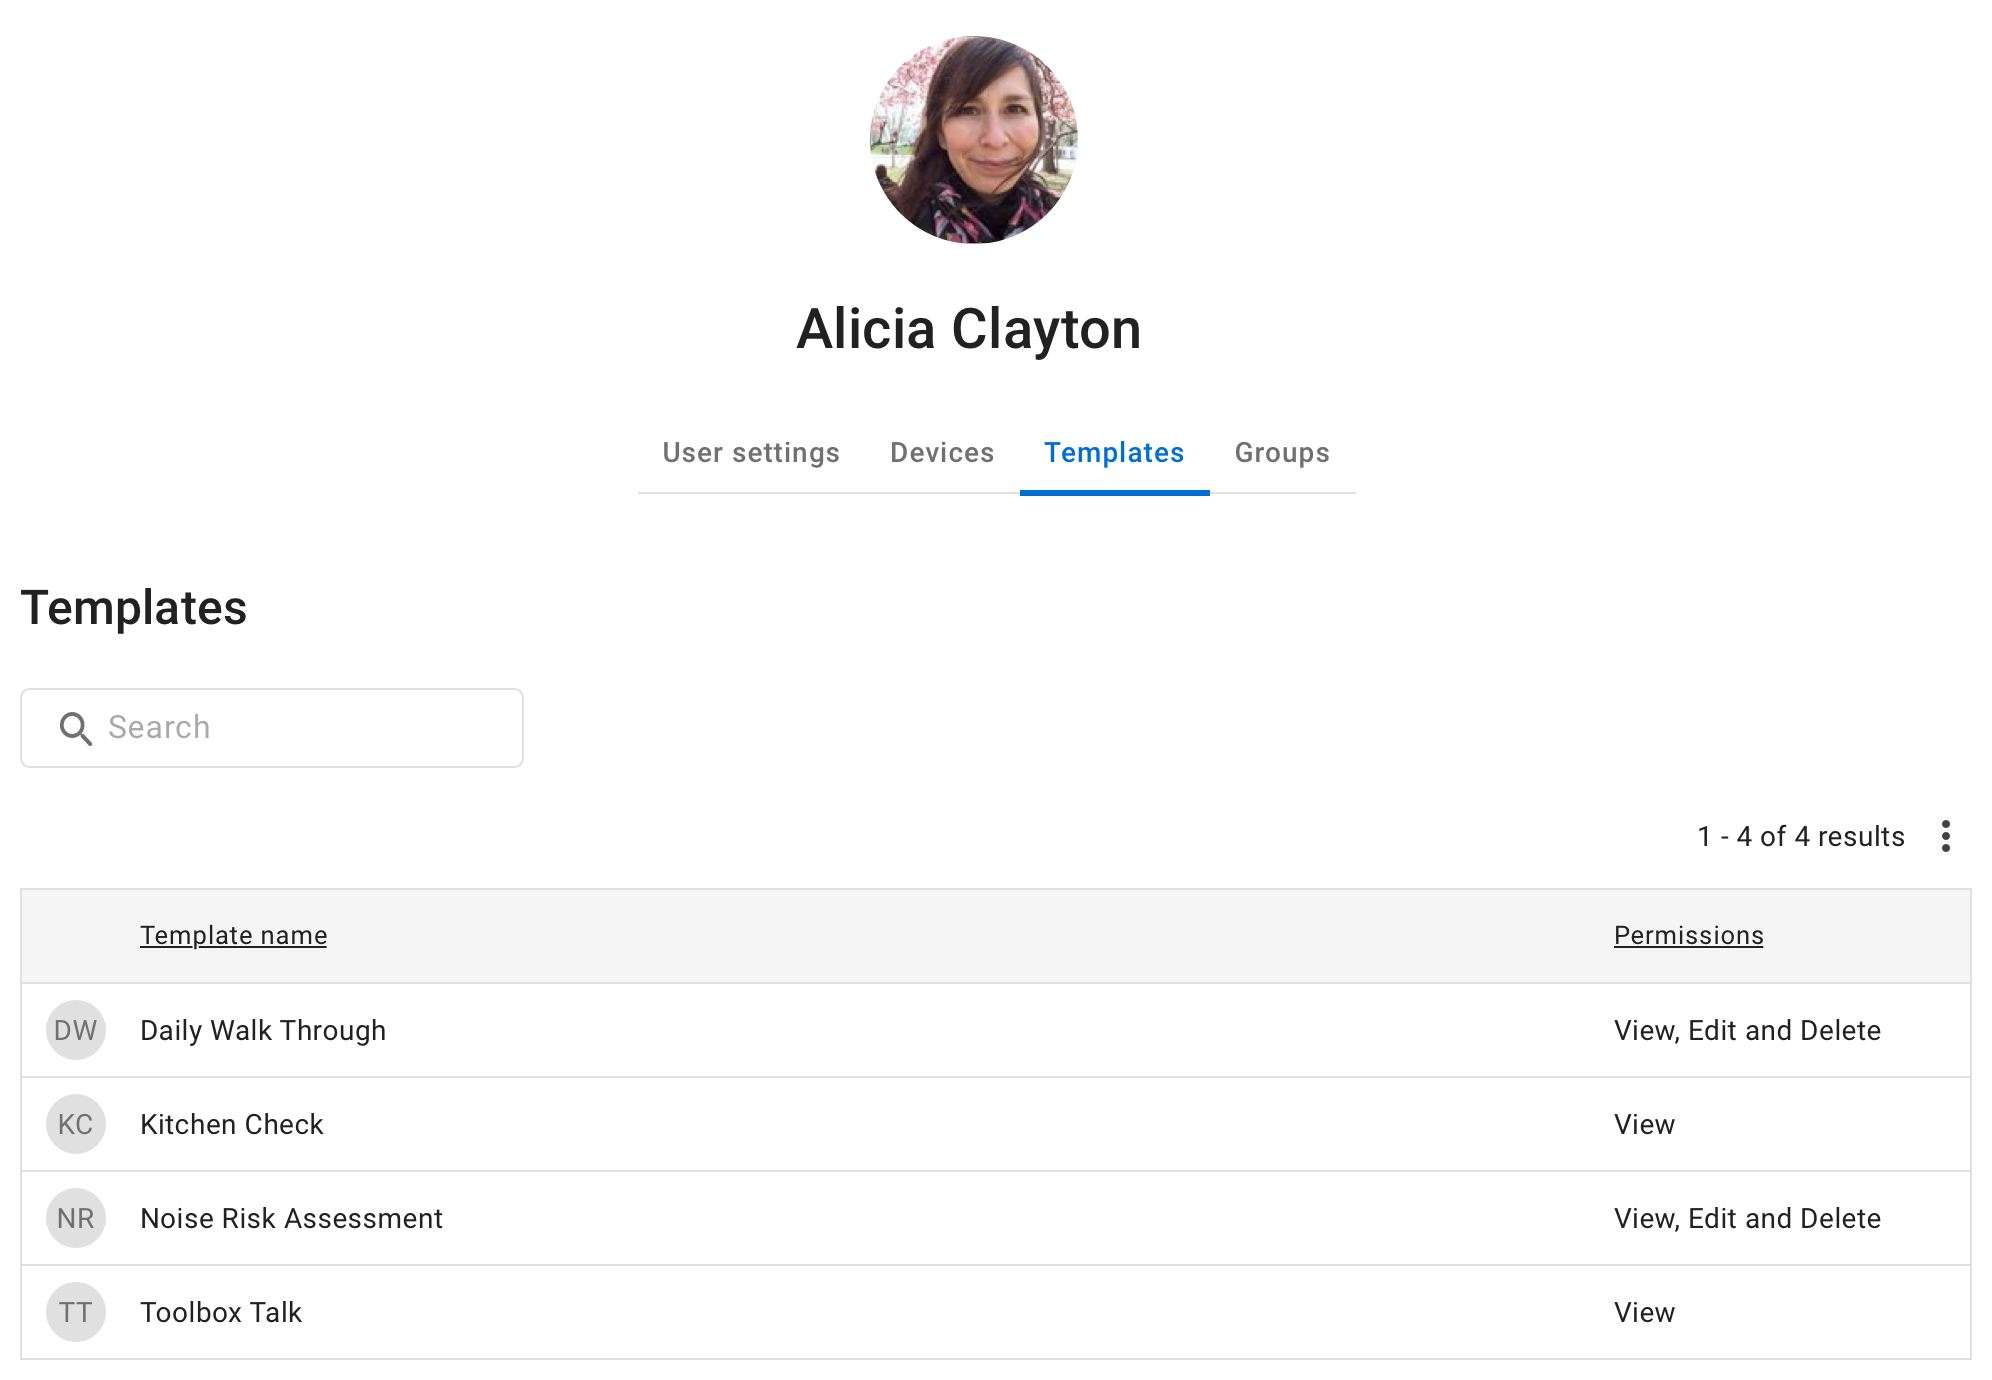 Alicia Clayton
User settings Devices Templates Groups
Templates
Search
1 - 4 of 4 results
Template name Permissions
DW Daily Walk Through View, Edit and Delete
KC Kitchen Check View
NR Noise Risk Assessment View, Edit and Delete
TT Toolbox Talk View